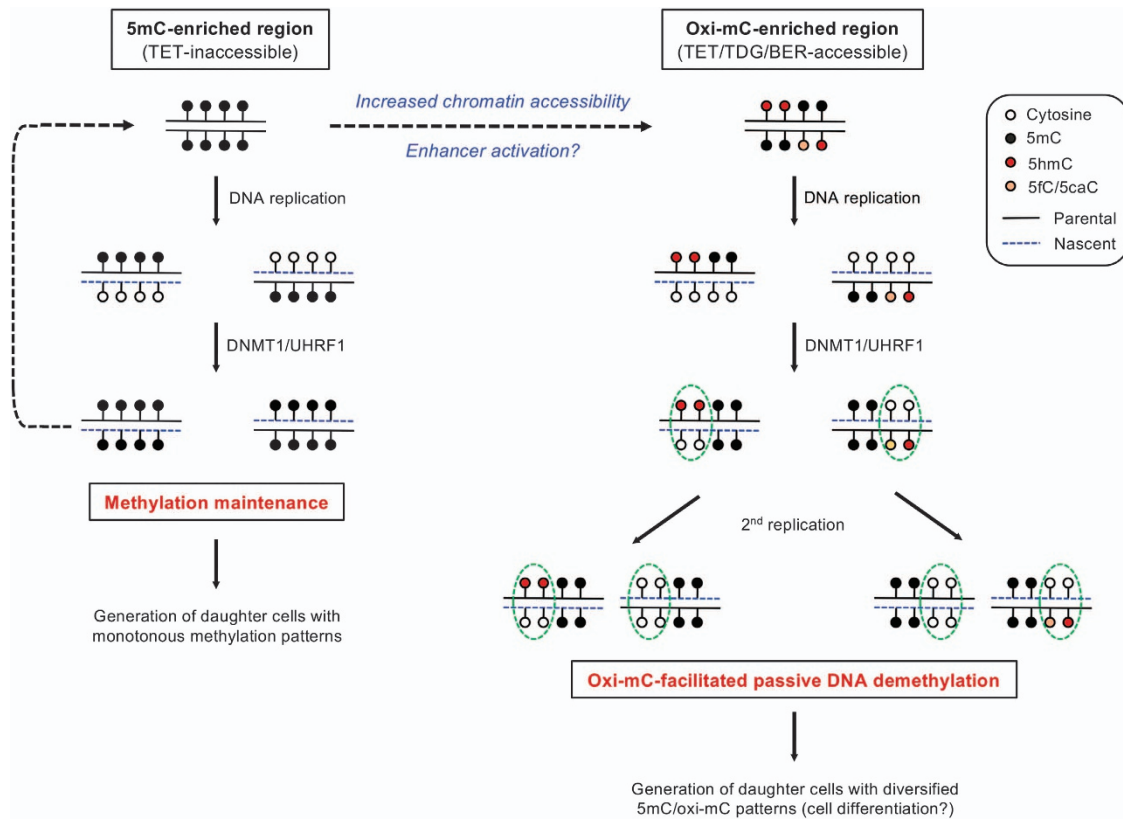 5mC-enriched region
(TET-inaccessible)
Oxi-mC-enriched region
(TET/TDG/BER-accessible)
Increased chromatin accessibility
Enhancer activation?
Cytosine
5mC
5hmC
5fC/5caC
Parental
Nascent
DNA replication
DNA replication
DNMT1/UHRF1
DNMT1/UHRF1
Methylation maintenance
2nd replication
Generation of daughter cells with
monotonous methylation patterns
Oxi-mC-facilitated passive DNA demethylation
Generation of daughter cells with diversified
5mC/oxi-mC patterns (cell differentiation?)